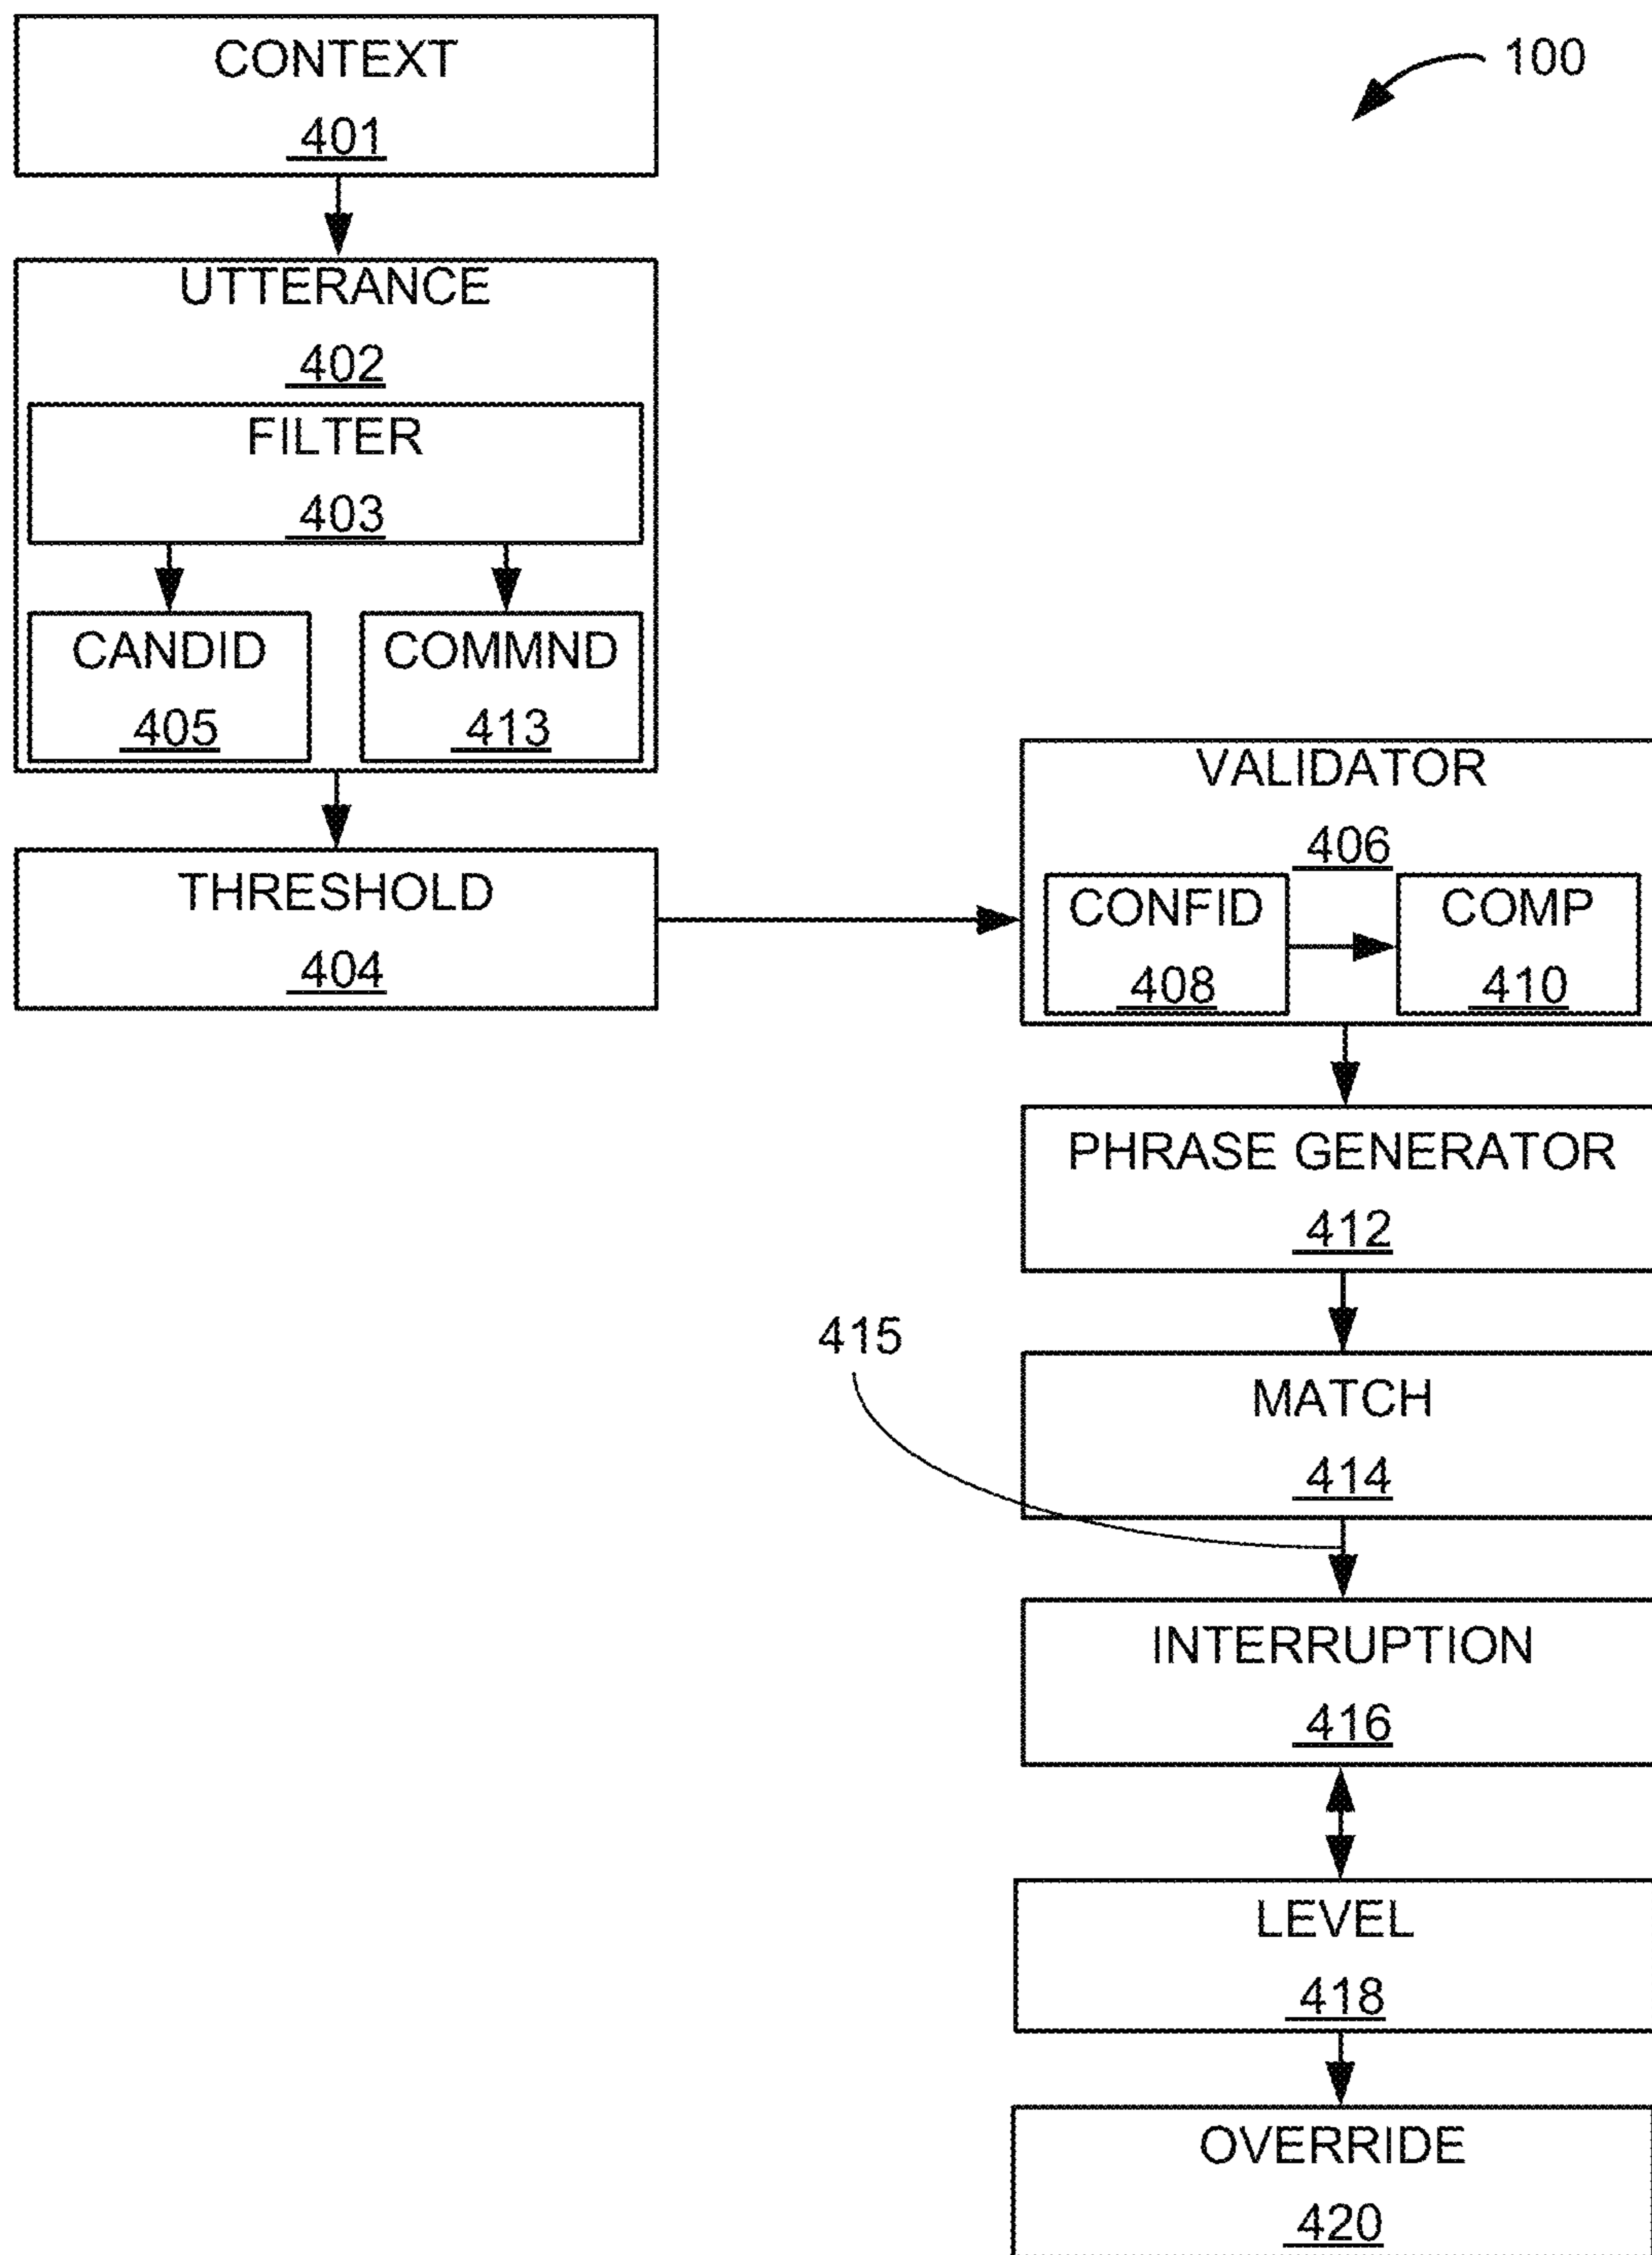 CONTEXT
401
100
UTTERANCE
402
FILTER
403
CANDID
405
COMMND
413
THRESHOLD
404
VALIDATOR
406
CONFID
408
COMP
410
PHRASE GENERATOR
412
415
MATCH
414
INTERRUPTION
416
LEVEL
418
OVERRIDE
420